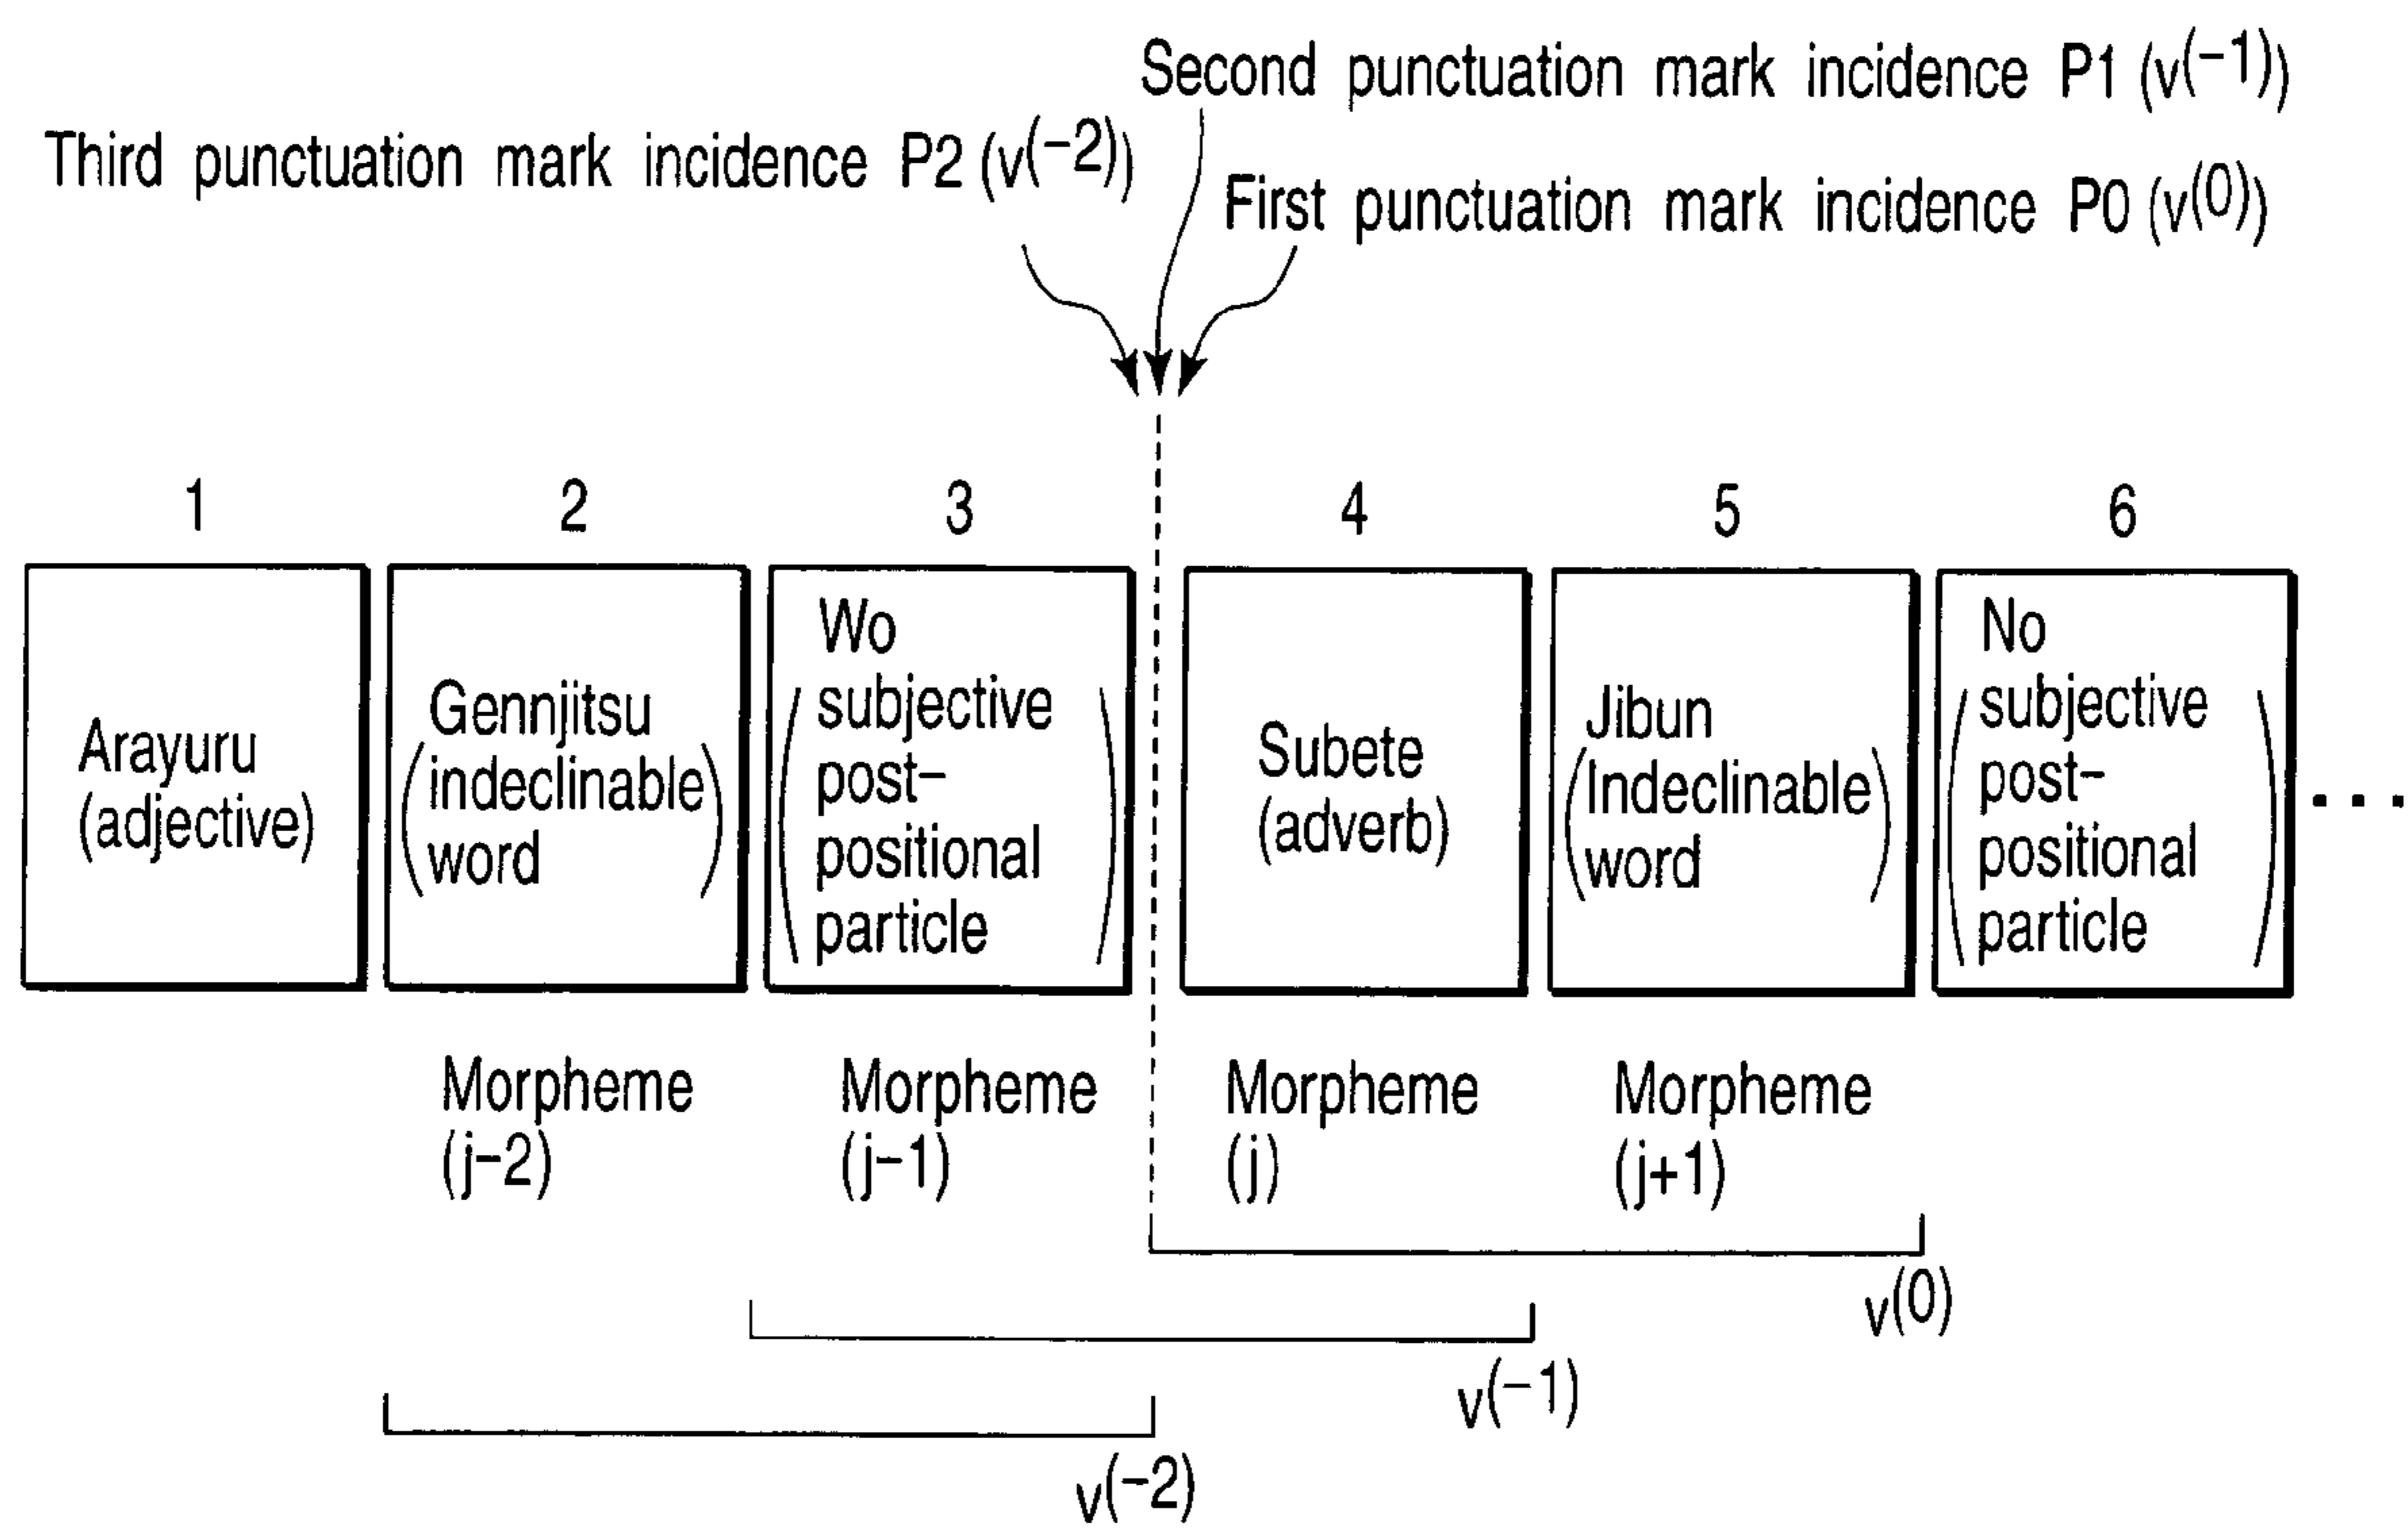 Second punctuation mark incidence P1 (v(−1))
Third punctuation mark incidence P2 (v(−2))
First punctuation mark incidence P0 (v(0))
1
2
3
4
5
6
Arayuru
(adjective)
Gennjitsu
(indeclinable
word)
Wo
(subjective
post-
positional
particle)
Subete
(adverb)
Jibun
(Indeclinable
word)
No
(subjective
post-
positional
particle)
...
Morpheme
(j−2)
Morpheme
(j−1)
Morpheme
(j)
Morpheme
(j+1)
v(0)
v(−1)
v(−2)